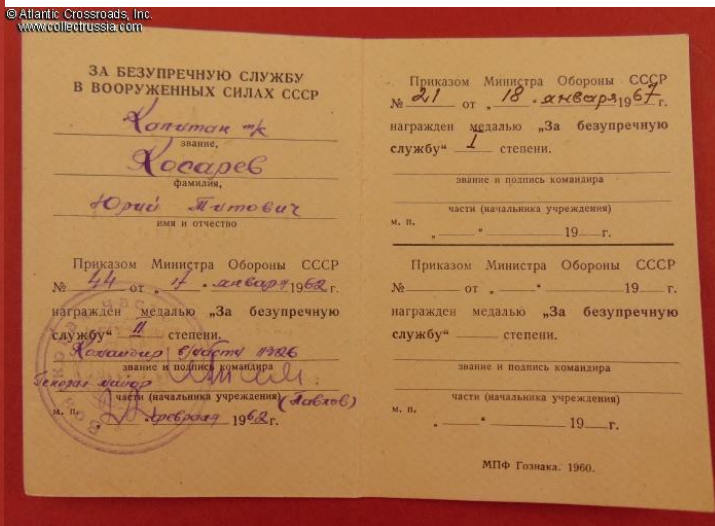 © Atlantic Crossroads, Inc.
www.collectrussia.com
ЗА БЕЗУПРЕЧНУЮ СЛУЖБУ
В ВООРУЖЕННЫХ СИЛАХ СССР
Капитан т/к
звание,
Косарев
фамилия,
Юрий Титович
имя и отчество
Приказом Министра Обороны СССР
№ 44 от „ января 1962 г.
награжден медалью „За безупречную
службу“ II степени.
Командир в/части
звание и подпись командира
Генерал майор
части (начальника учреждения) (Павлов)
м. п. февраля 1962 г.
Приказом Министра Обороны СССР
№ 21 от „ 18 “ января 1967 г.
награжден медалью „За безупречную
службу“ I степени.
звание и подпись командира
части (начальника учреждения)
м. п.
„ “ 19 г.
Приказом Министра Обороны СССР
№ от „ “ 19 г.
награжден медалью „За безупречную
службу“ степени.
звание и подпись командира
части (начальника учреждения)
м. п.
„ “ 19 г.
МПФ Гознака. 1960.